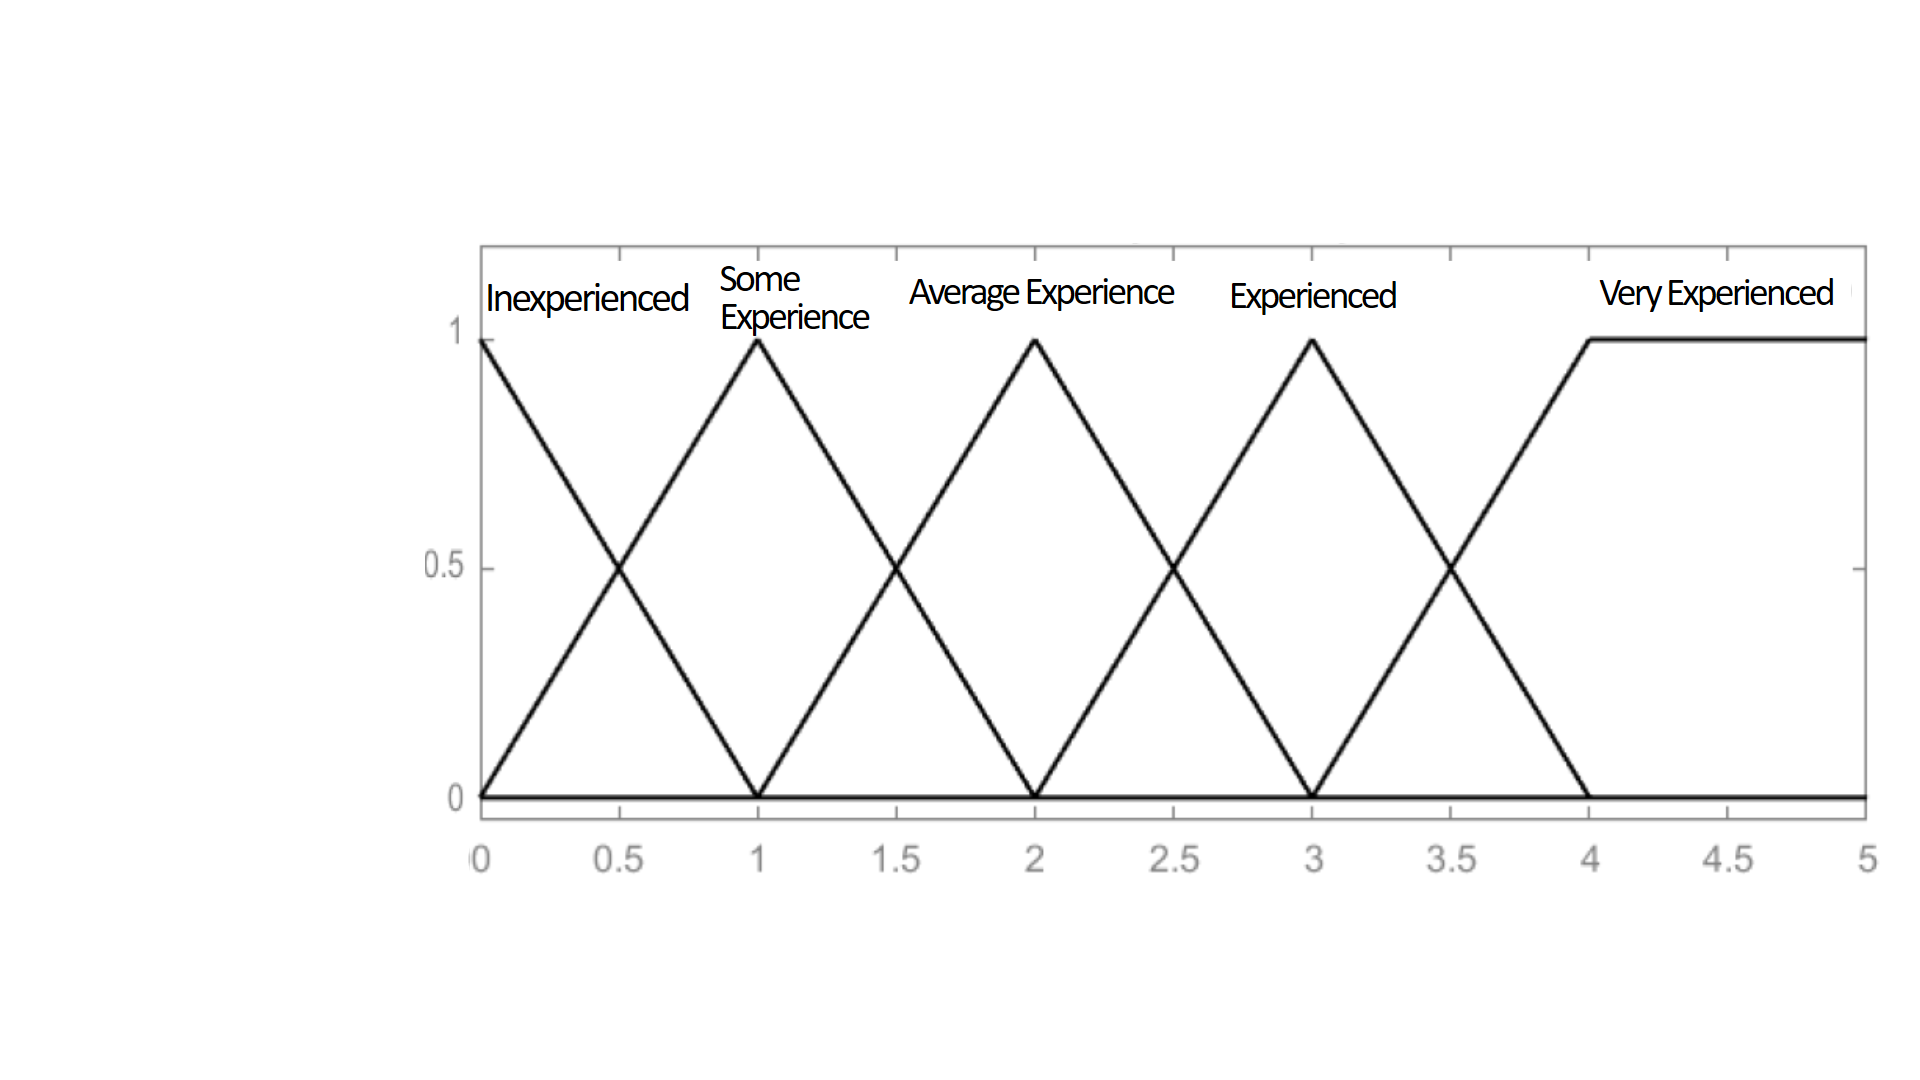 Inexperienced
Some
Experience
Average Experience
Experienced
Very Experienced
1
0.5
0
0 0.5 1 1.5 2 2.5 3 3.5 4 4.5 5